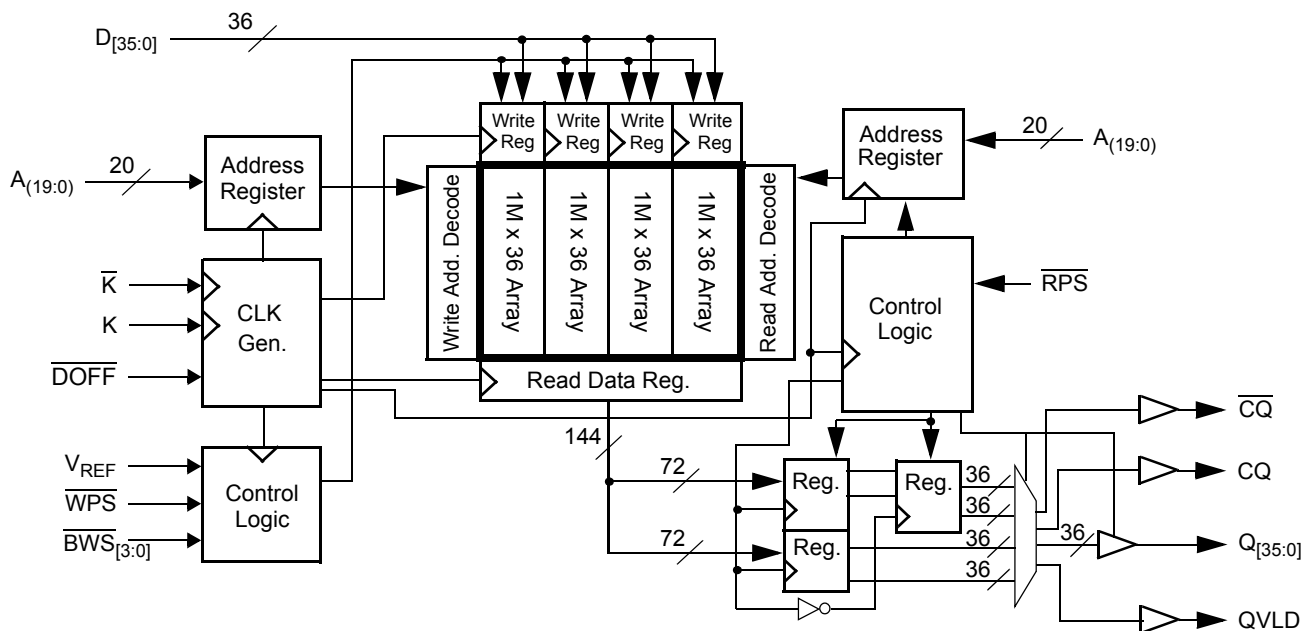 D[35:0]
36
Write Reg
Write Reg
Write Reg
Write Reg
A(19:0)
20
Address Register
Write Add. Decode
1M x 36 Array
1M x 36 Array
1M x 36 Array
1M x 36 Array
Read Add. Decode
Address Register
20
A(19:0)
K
K
DOFF
CLK Gen.
Control Logic
RPS
Read Data Reg.
144
VREF
WPS
BWS[3:0]
Control Logic
72
Reg.
Reg.
36
36
72
Reg.
36
36
36
CQ
CQ
Q[35:0]
QVLD